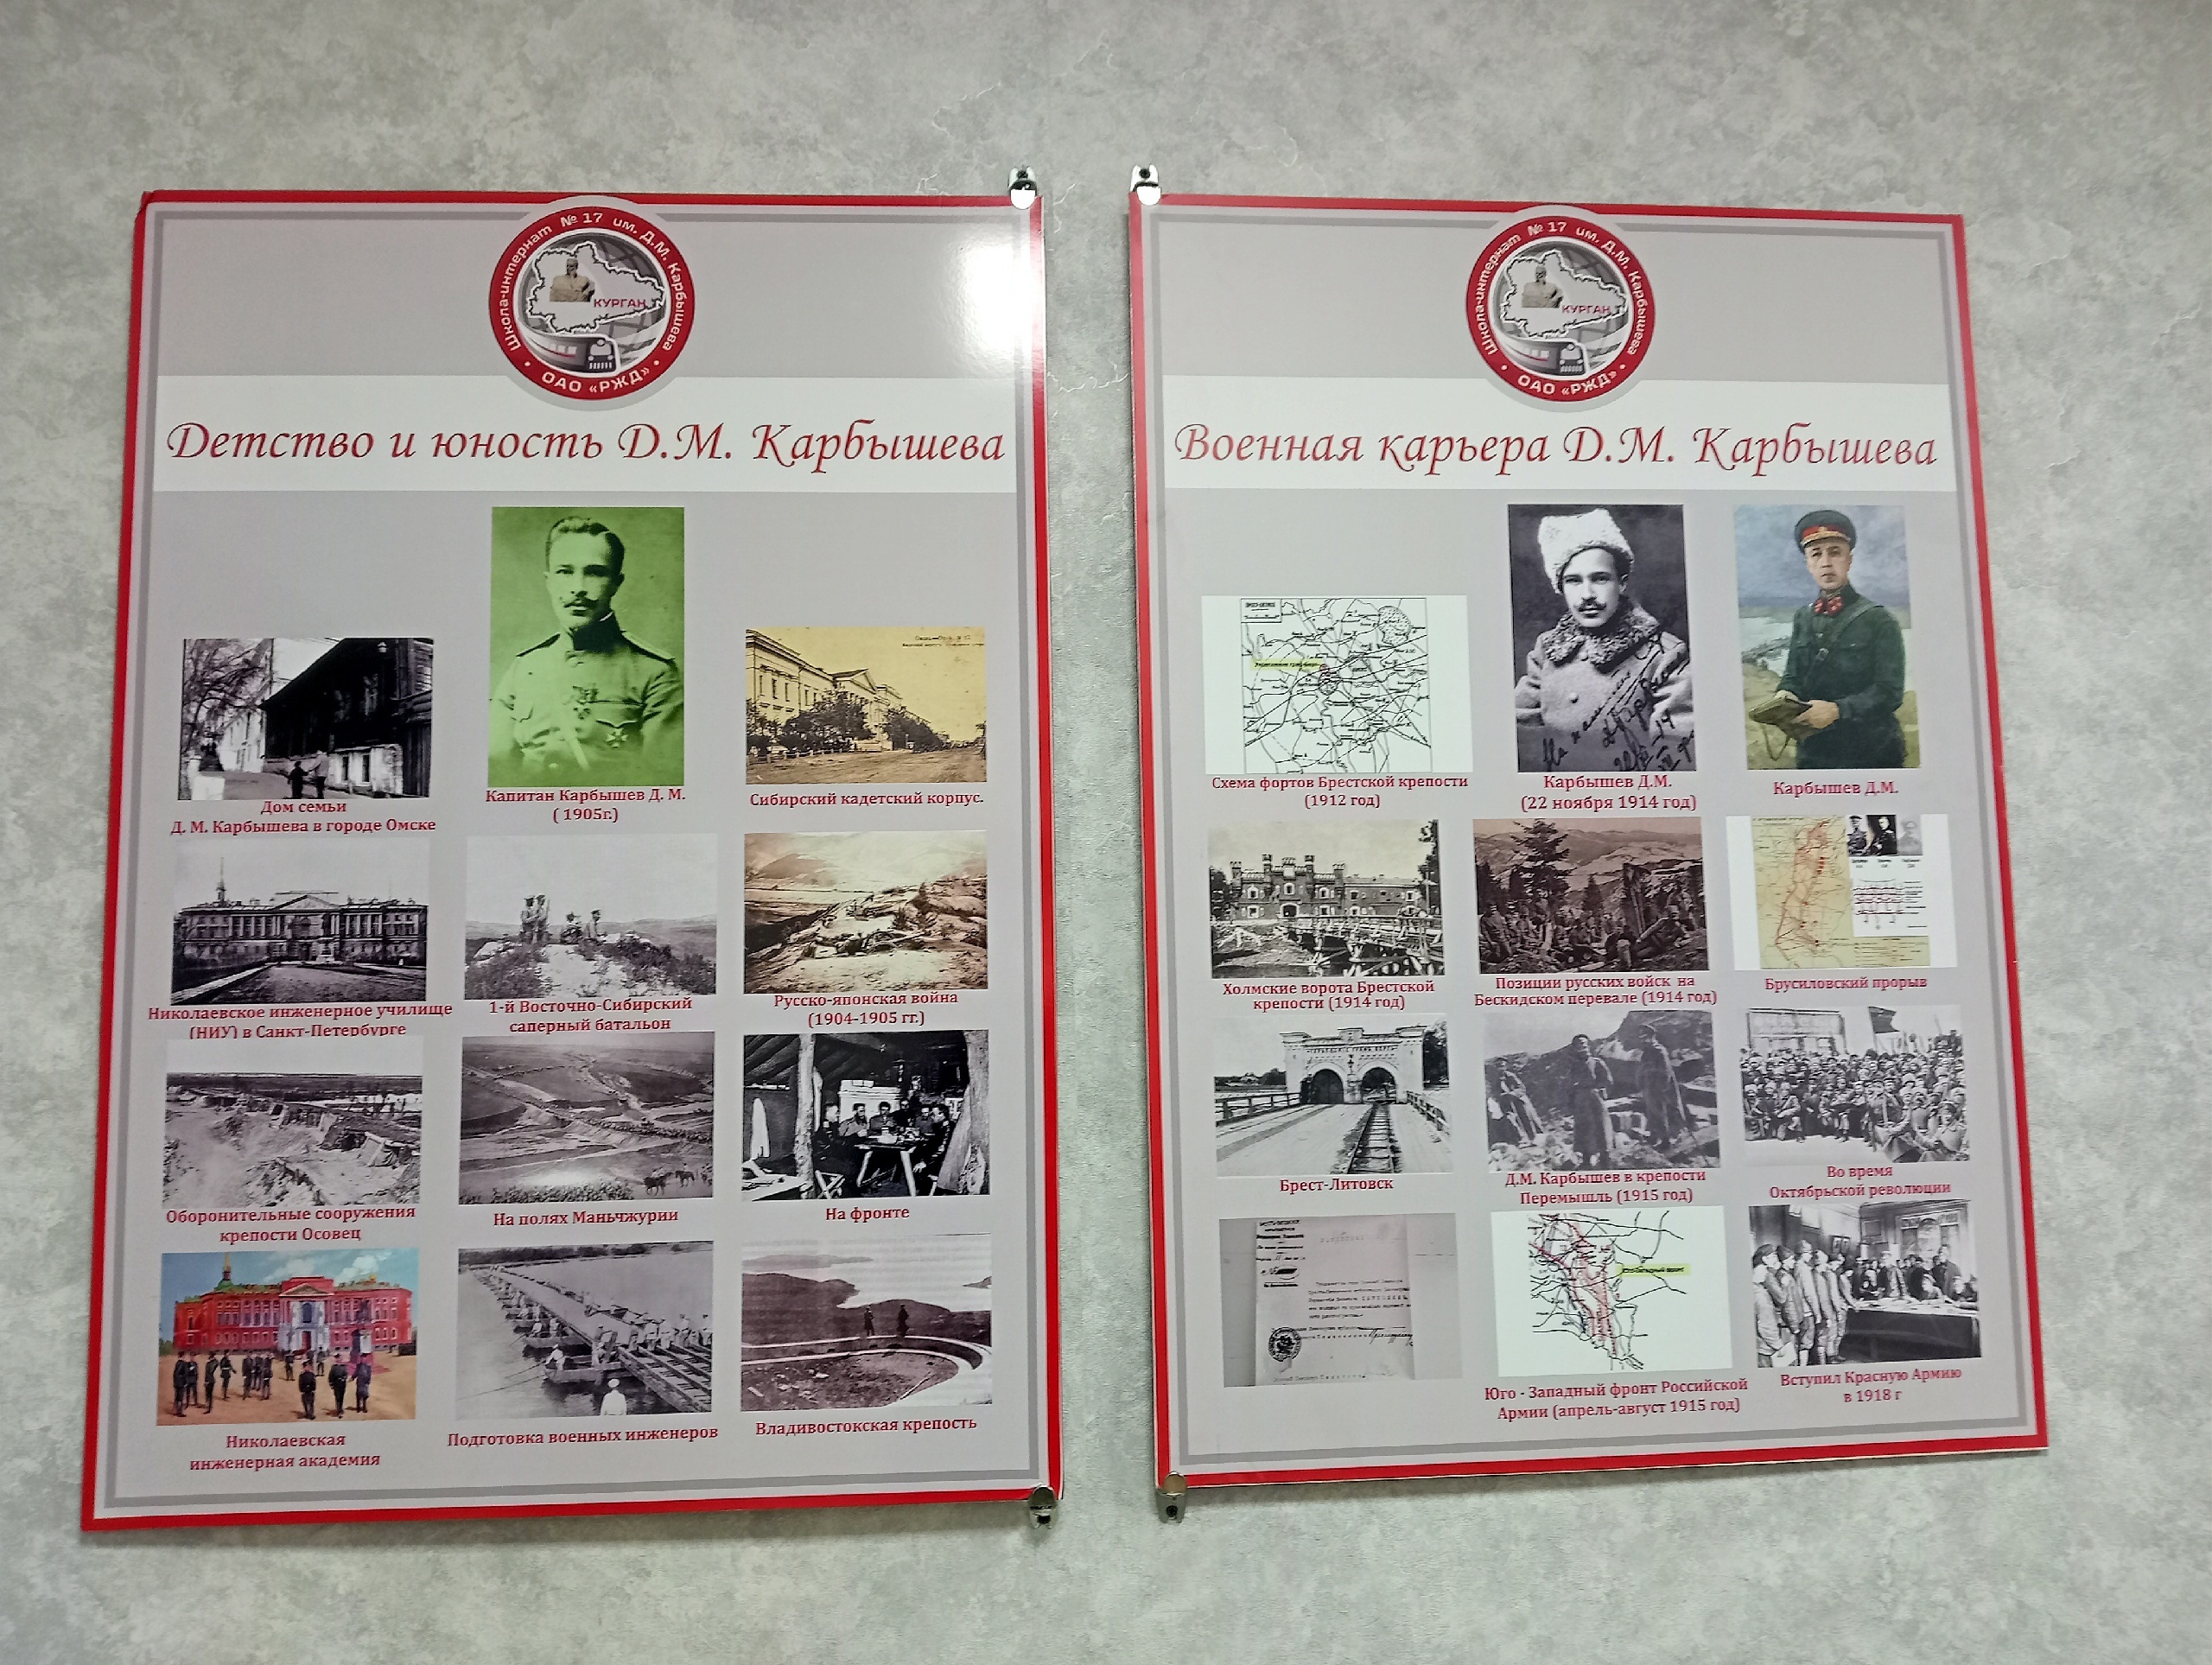 Школа-интернат № 17 им. Д.М. Карбышева
КУРГАН
• ОАО «РЖД» •
Детство и юность Д.М. Карбышева
Дом семьи
Д. М. Карбышева в городе Омске
Капитан Карбышев Д. М.
( 1905г.)
Сибирский кадетский корпус.
Николаевское инженерное училище
(НИУ) в Санкт-Петербурге
1-й Восточно-Сибирский
саперный батальон
Русско-японская война
(1904-1905 гг.)
Оборонительные сооружения
крепости Осовец
На полях Маньчжурии
На фронте
Николаевская
инженерная академия
Подготовка военных инженеров
Владивостокская крепость
Школа-интернат № 17 им. Д.М. Карбышева
КУРГАН
• ОАО «РЖД» •
Военная карьера Д.М. Карбышева
Схема фортов Брестской крепости
(1912 год)
Карбышев Д.М.
(22 ноября 1914 год)
Карбышев Д.М.
Холмские ворота Брестской
крепости (1914 год)
Позиции русских войск на
Бескидском перевале (1914 год)
Брусиловский прорыв
Брест-Литовск
Д.М. Карбышев в крепости
Перемышль (1915 год)
Во время
Октябрьской революции
Юго - Западный фронт Российской
Армии (апрель-август 1915 год)
Вступил Красную Армию
в 1918 г